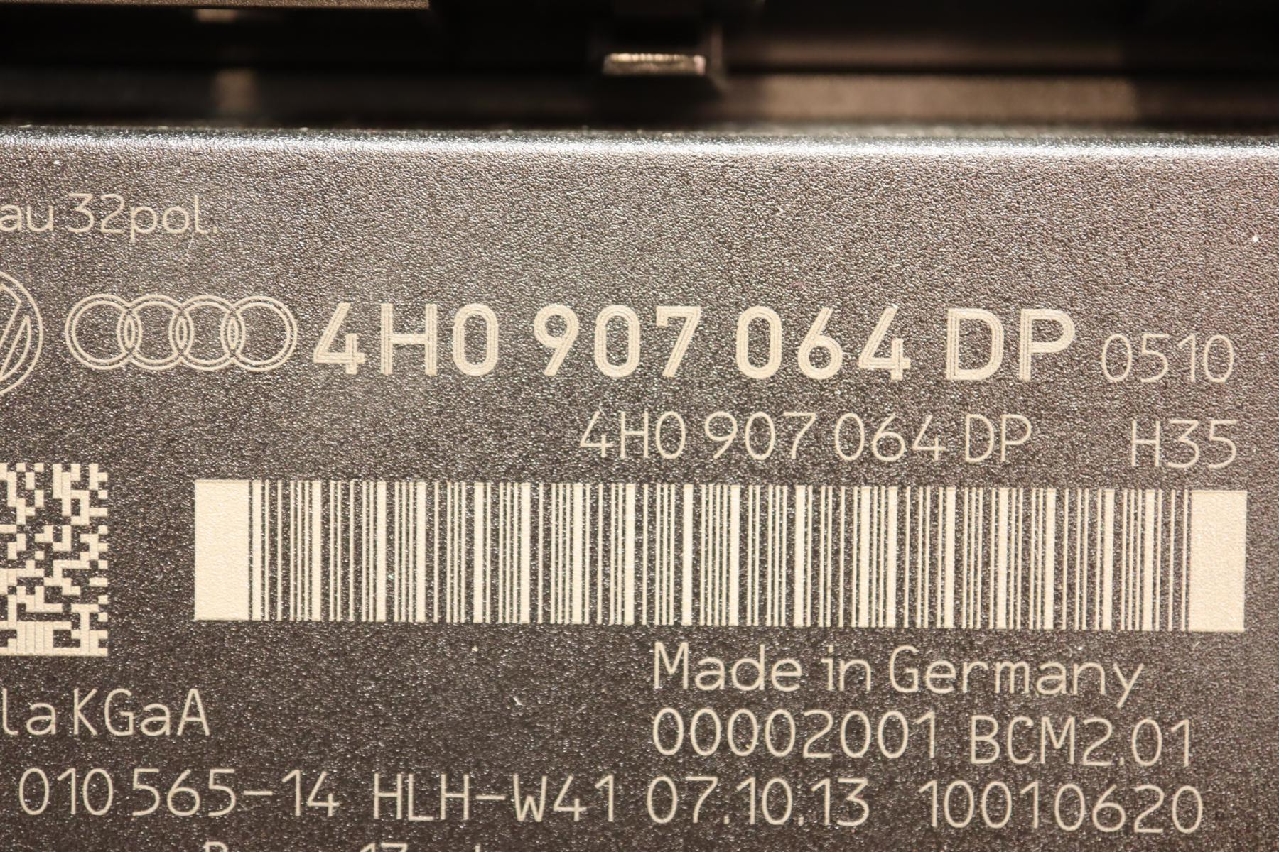 au 32pol.
4H0 907 064 DP 0510
4H0 907 064 DP H35
Made in Germany
la KGaA
00002001 BCM2.01
010 565-14 HLH-W41 07.10.13 10010620